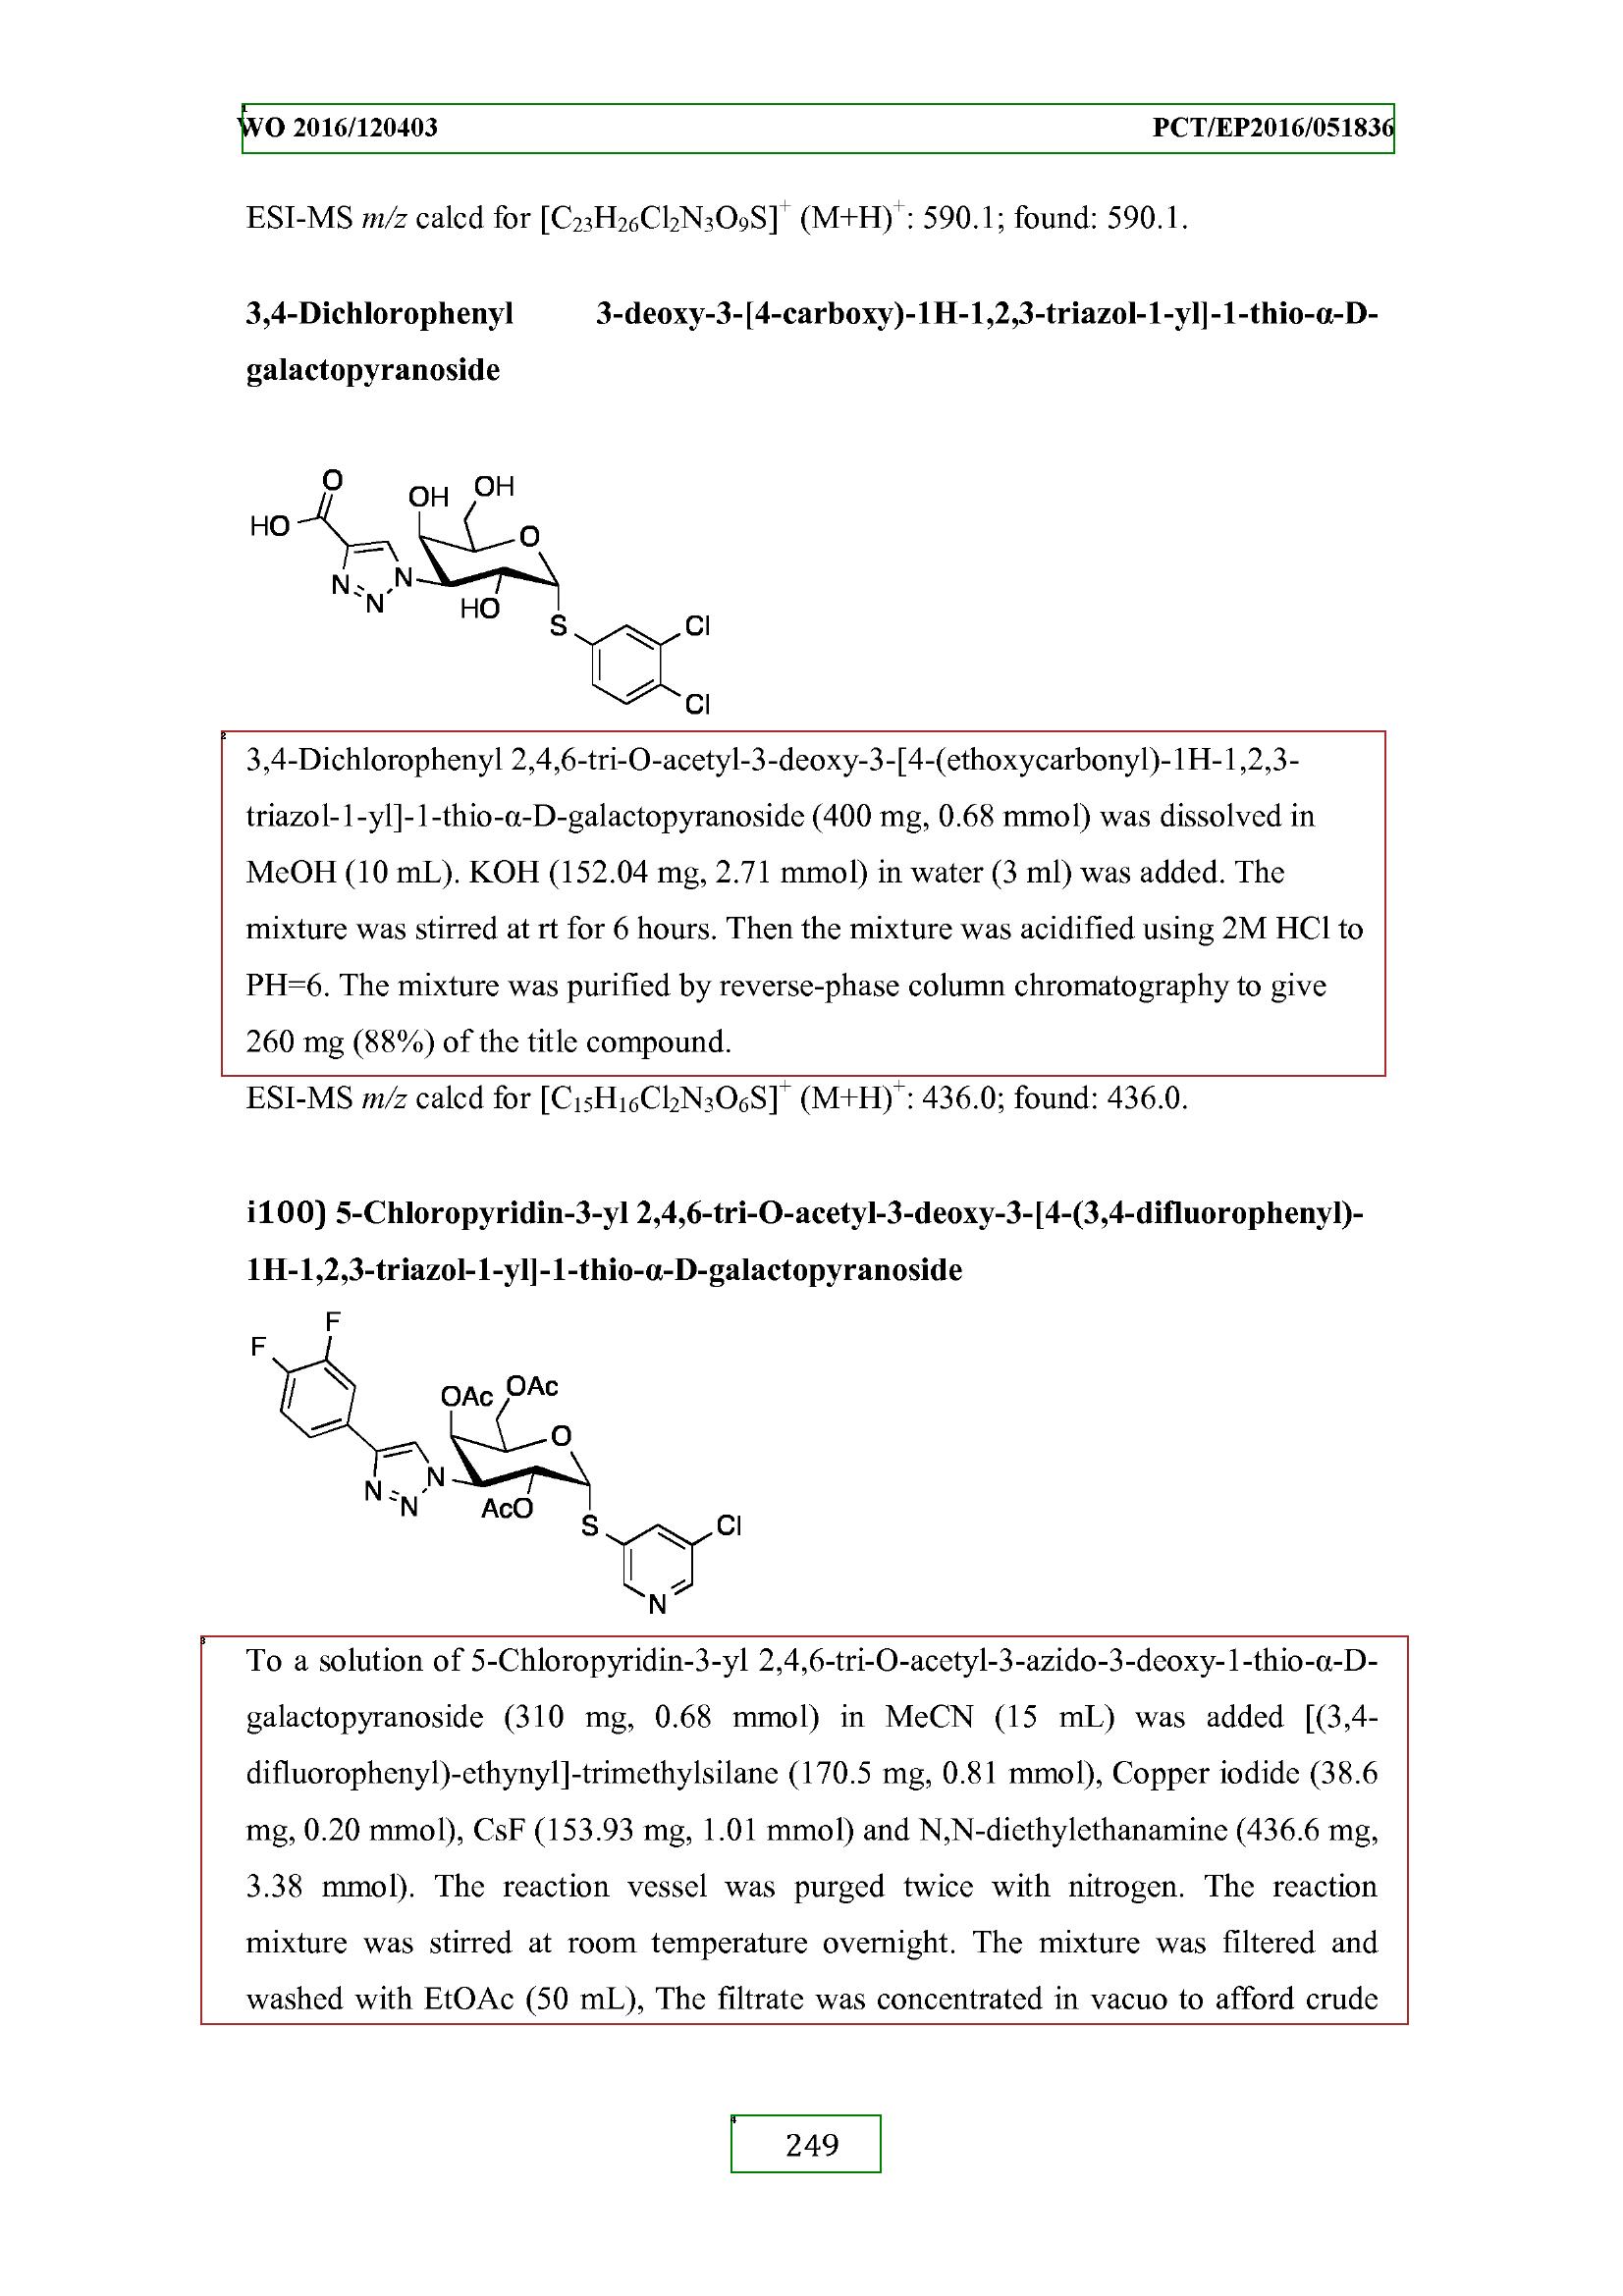 WO 2016/120403 PCT/EP2016/051836
ESI-MS m/z calcd for [C23H26Cl2N3O9S]+ (M+H)+: 590.1; found: 590.1.
3,4-Dichlorophenyl 3-deoxy-3-[4-carboxy)-1H-1,2,3-triazol-1-yl]-1-thio-α-D-
galactopyranoside
O
OH
OH
HO
O
N
N
N
HO
S
Cl
Cl
3,4-Dichlorophenyl 2,4,6-tri-O-acetyl-3-deoxy-3-[4-(ethoxycarbonyl)-1H-1,2,3-
triazol-1-yl]-1-thio-α-D-galactopyranoside (400 mg, 0.68 mmol) was dissolved in
MeOH (10 mL). KOH (152.04 mg, 2.71 mmol) in water (3 ml) was added. The
mixture was stirred at rt for 6 hours. Then the mixture was acidified using 2M HCl to
PH=6. The mixture was purified by reverse-phase column chromatography to give
260 mg (88%) of the title compound.
ESI-MS m/z calcd for [C15H16Cl2N3O6S]+ (M+H)+: 436.0; found: 436.0.
i100) 5-Chloropyridin-3-yl 2,4,6-tri-O-acetyl-3-deoxy-3-[4-(3,4-difluorophenyl)-
1H-1,2,3-triazol-1-yl]-1-thio-α-D-galactopyranoside
F
F
OAc
OAc
O
N
N
N
AcO
S
Cl
N
To a solution of 5-Chloropyridin-3-yl 2,4,6-tri-O-acetyl-3-azido-3-deoxy-1-thio-α-D-
galactopyranoside (310 mg, 0.68 mmol) in MeCN (15 mL) was added [(3,4-
difluorophenyl)-ethynyl]-trimethylsilane (170.5 mg, 0.81 mmol), Copper iodide (38.6
mg, 0.20 mmol), CsF (153.93 mg, 1.01 mmol) and N,N-diethylethanamine (436.6 mg,
3.38 mmol). The reaction vessel was purged twice with nitrogen. The reaction
mixture was stirred at room temperature overnight. The mixture was filtered and
washed with EtOAc (50 mL), The filtrate was concentrated in vacuo to afford crude
249